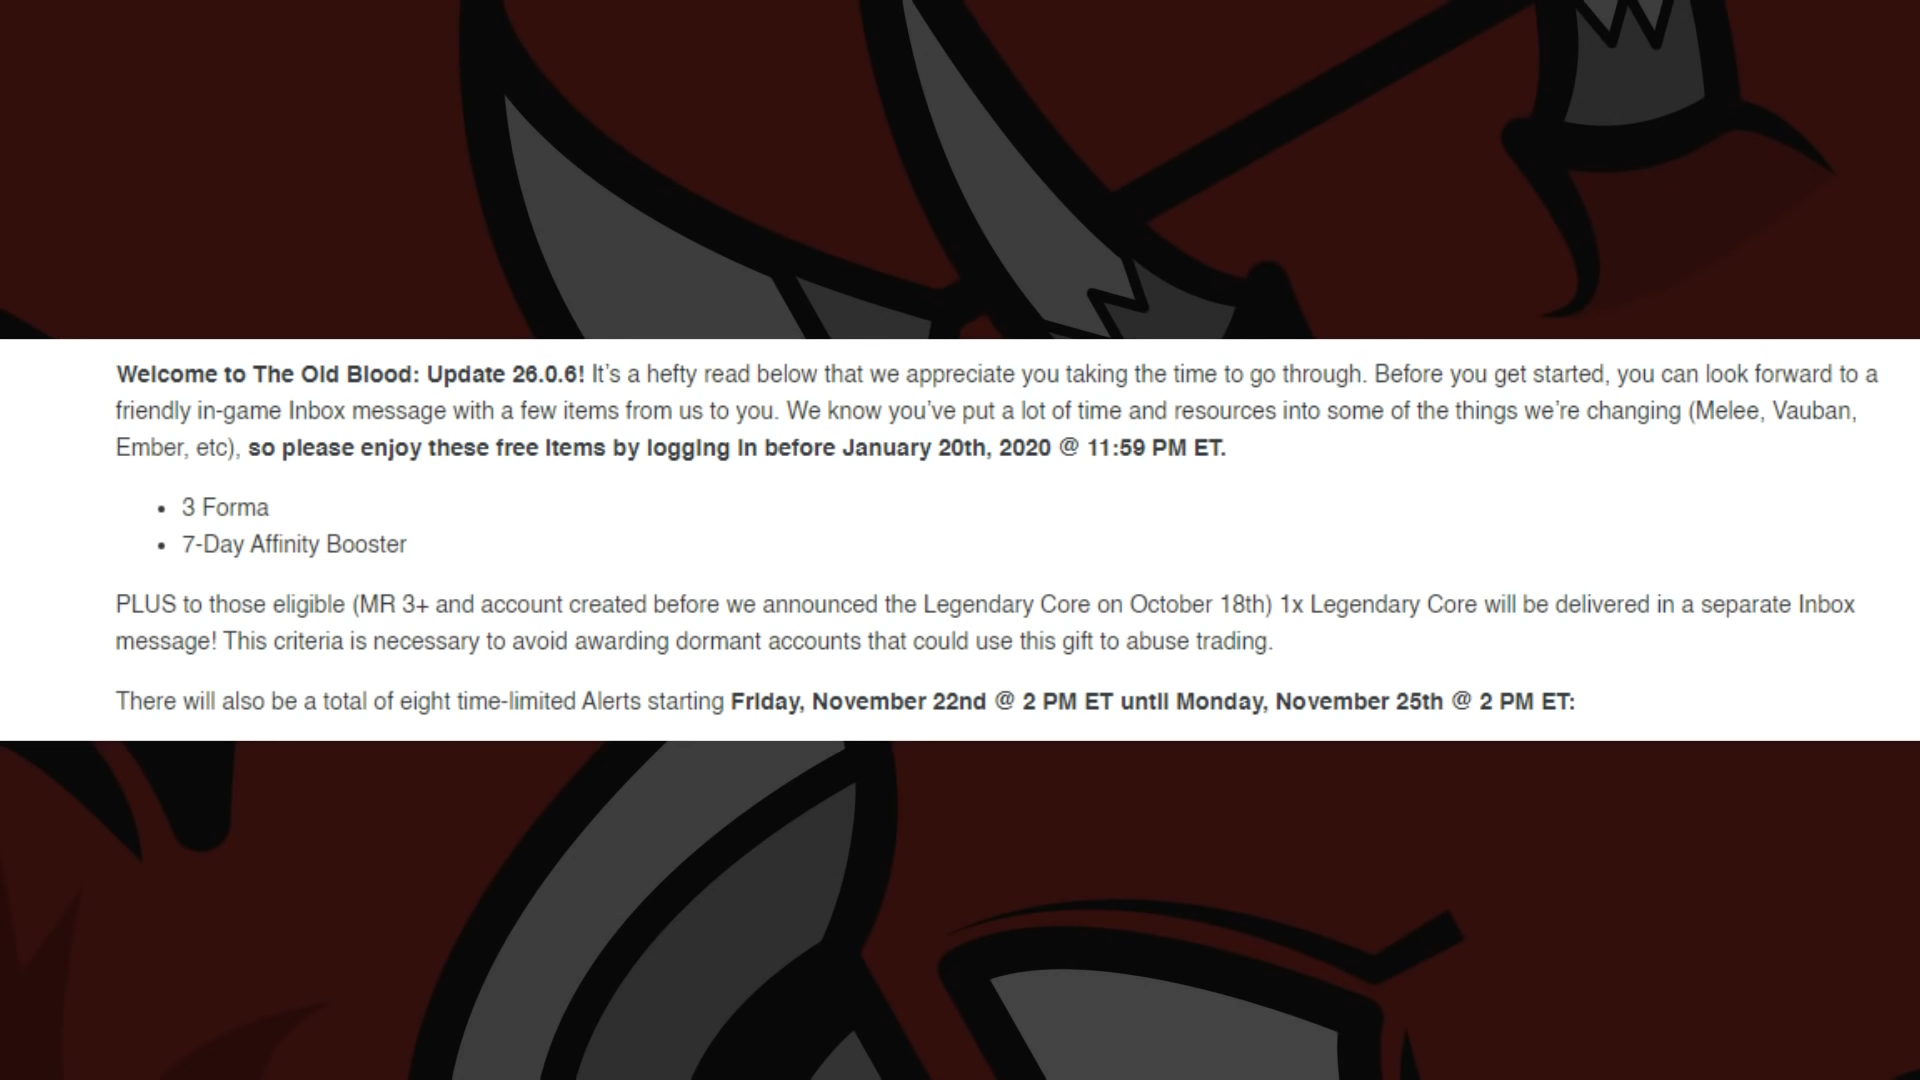 Welcome to The Old Blood: Update 26.0.6! It’s a hefty read below that we appreciate you taking the time to go through. Before you get started, you can look forward to a
friendly in-game Inbox message with a few items from us to you. We know you’ve put a lot of time and resources into some of the things we’re changing (Melee, Vauban,
Ember, etc), so please enjoy these free items by logging in before January 20th, 2020 @ 11:59 PM ET.
• 3 Forma
• 7-Day Affinity Booster
PLUS to those eligible (MR 3+ and account created before we announced the Legendary Core on October 18th) 1x Legendary Core will be delivered in a separate Inbox
message! This criteria is necessary to avoid awarding dormant accounts that could use this gift to abuse trading.
There will also be a total of eight time-limited Alerts starting Friday, November 22nd @ 2 PM ET until Monday, November 25th @ 2 PM ET: